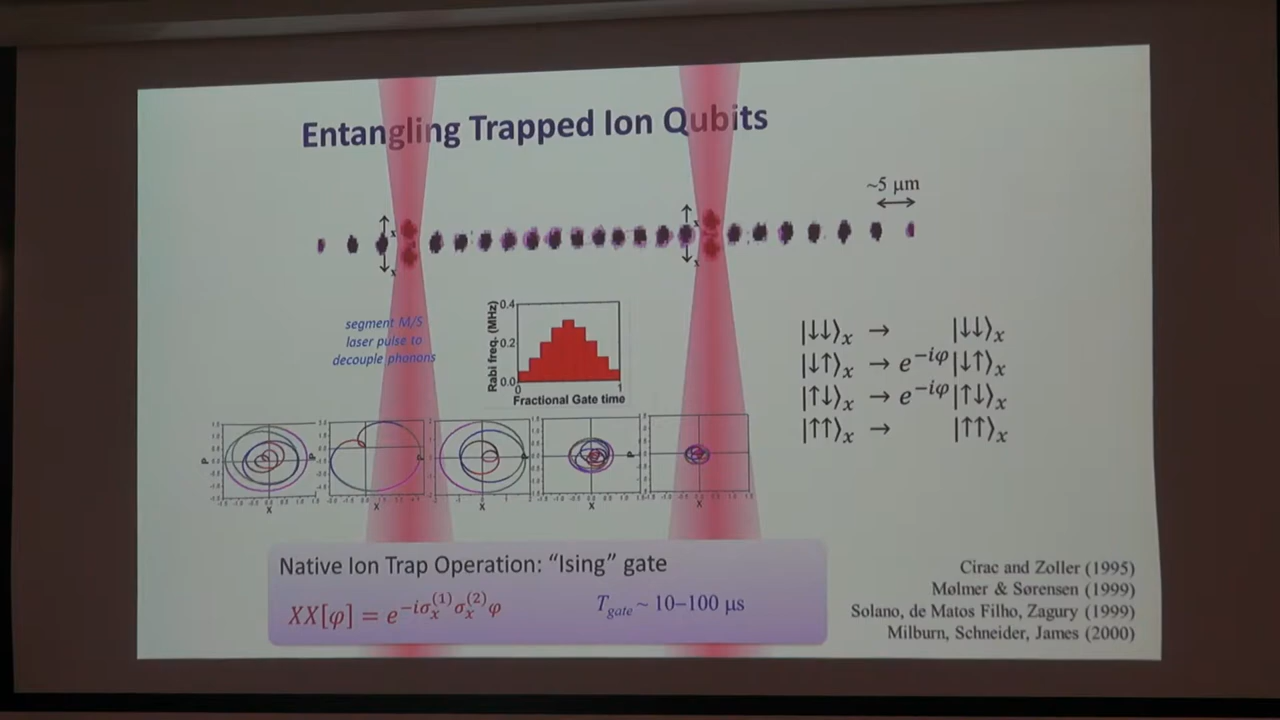 Entangling Trapped Ion Qubits
~5 μm
x
x
x
x
segment M/S
laser pulse to
decouple phonons
Rabi freq. (MHz)
0.4
0.2
0.0
0
1
Fractional Gate time
|↓↓⟩ₓ → |↓↓⟩ₓ
|↓↑⟩ₓ → e^{−iφ}|↓↑⟩ₓ
|↑↓⟩ₓ → e^{−iφ}|↑↓⟩ₓ
|↑↑⟩ₓ → |↑↑⟩ₓ
P
P
P
P
P
X
X
X
X
X
Native Ion Trap Operation: “Ising” gate
XX[φ] = e^{−iσₓ^{(1)}σₓ^{(2)}φ}
T_{gate} ~ 10–100 μs
Cirac and Zoller (1995)
Mølmer & Sørensen (1999)
Solano, de Matos Filho, Zagury (1999)
Milburn, Schneider, James (2000)